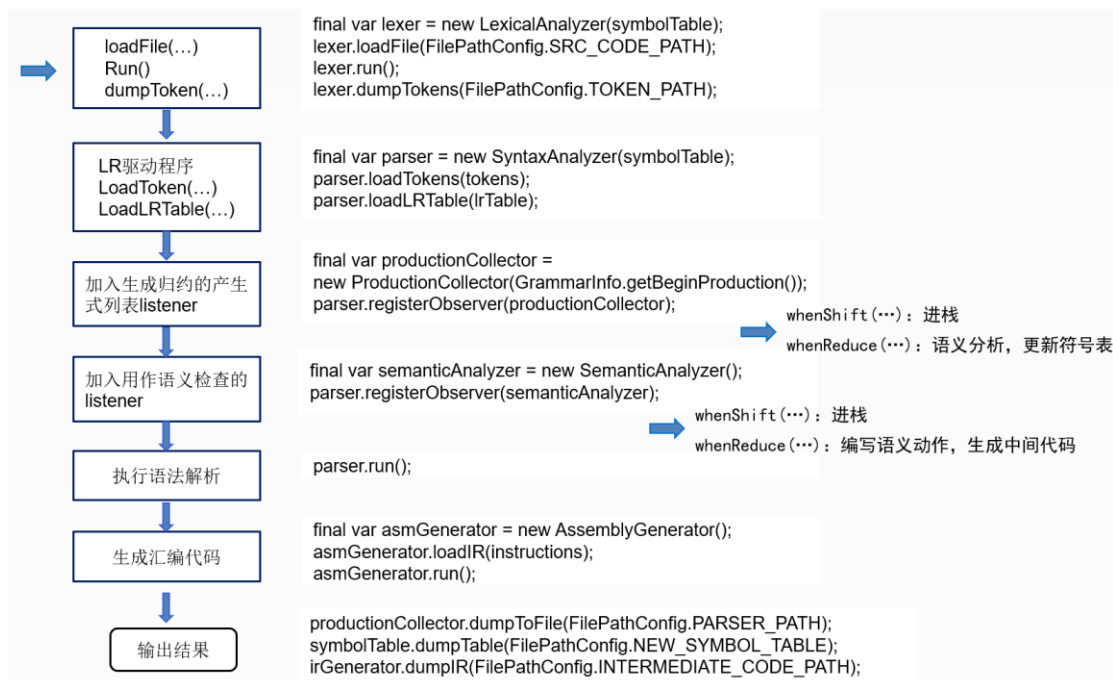 loadFile(…)
Run()
dumpToken(…)
final var lexer = new LexicalAnalyzer(symbolTable);
lexer.loadFile(FilePathConfig.SRC_CODE_PATH);
lexer.run();
lexer.dumpTokens(FilePathConfig.TOKEN_PATH);
LR驱动程序
LoadToken(…)
LoadLRTable(…)
final var parser = new SyntaxAnalyzer(symbolTable);
parser.loadTokens(tokens);
parser.loadLRTable(lrTable);
加入生成归约的产生
式列表listener
final var productionCollector =
new ProductionCollector(GrammarInfo.getBeginProduction());
parser.registerObserver(productionCollector);
whenShift(…): 进栈
whenReduce(…): 语义分析, 更新符号表
加入用作语义检查的
listener
final var semanticAnalyzer = new SemanticAnalyzer();
parser.registerObserver(semanticAnalyzer);
whenShift(…): 进栈
whenReduce(…): 编写语义动作, 生成中间代码
执行语法解析
parser.run();
生成汇编代码
final var asmGenerator = new AssemblyGenerator();
asmGenerator.loadIR(instructions);
asmGenerator.run();
输出结果
productionCollector.dumpToFile(FilePathConfig.PARSER_PATH);
symbolTable.dumpTable(FilePathConfig.NEW_SYMBOL_TABLE);
irGenerator.dumpIR(FilePathConfig.INTERMEDIATE_CODE_PATH);